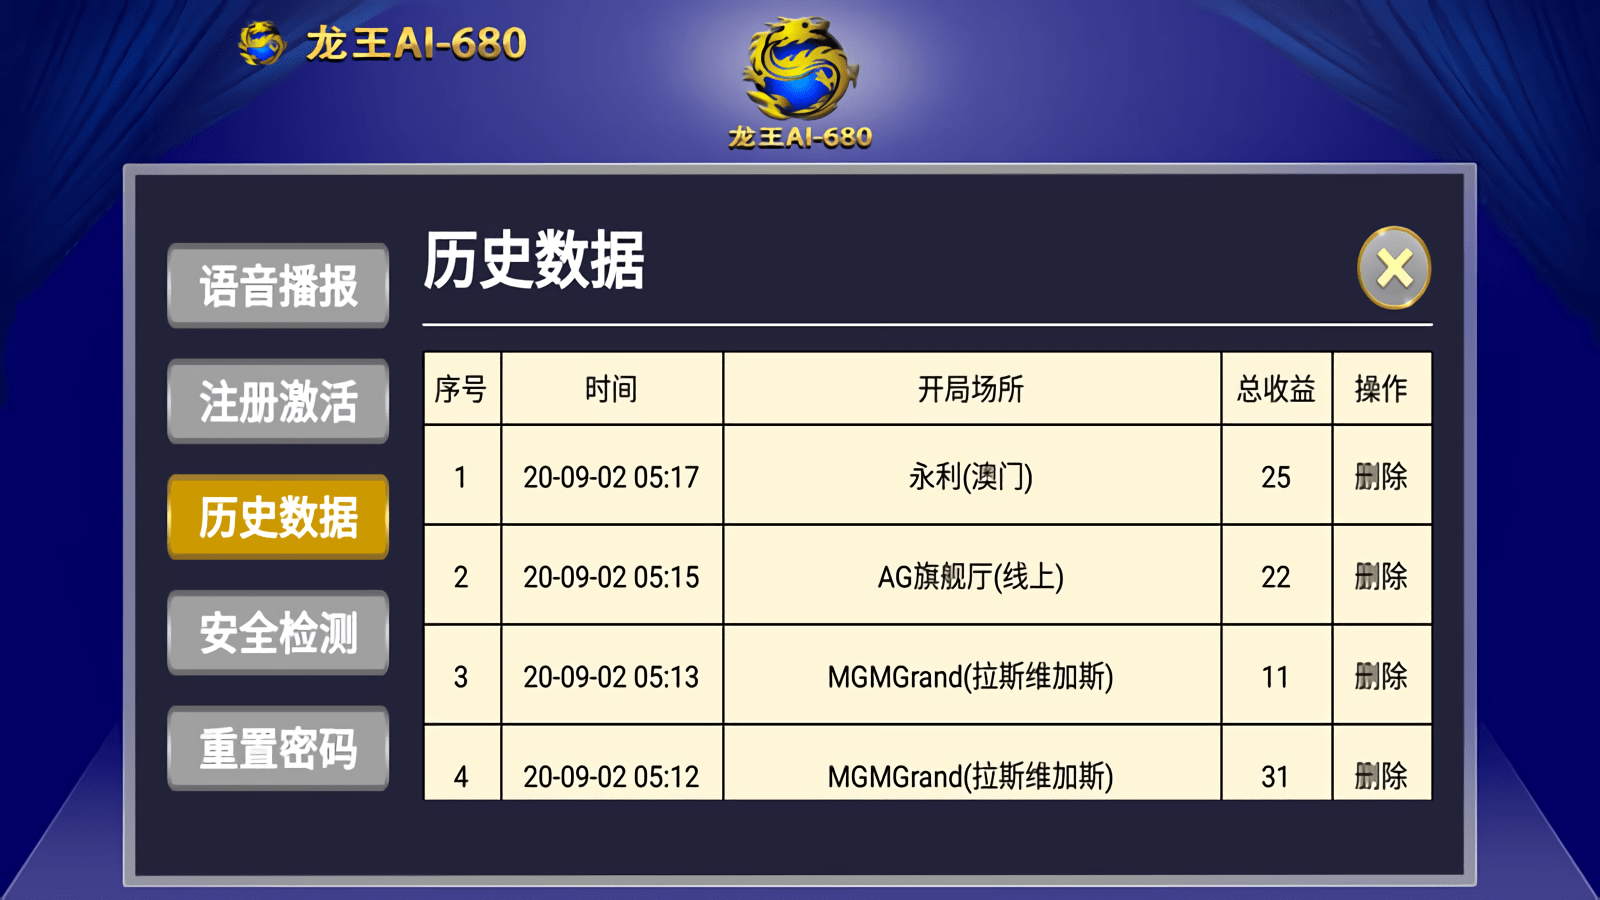 龙王AI-680
龙王AI-680
历史数据
语音播报
注册激活
历史数据
安全检测
重置密码
序号 时间 开局场所 总收益 操作
1 20-09-02 05:17 永利(澳门) 25 删除
2 20-09-02 05:15 AG旗舰厅(线上) 22 删除
3 20-09-02 05:13 MGMGrand(拉斯维加斯) 11 删除
4 20-09-02 05:12 MGMGrand(拉斯维加斯) 31 删除